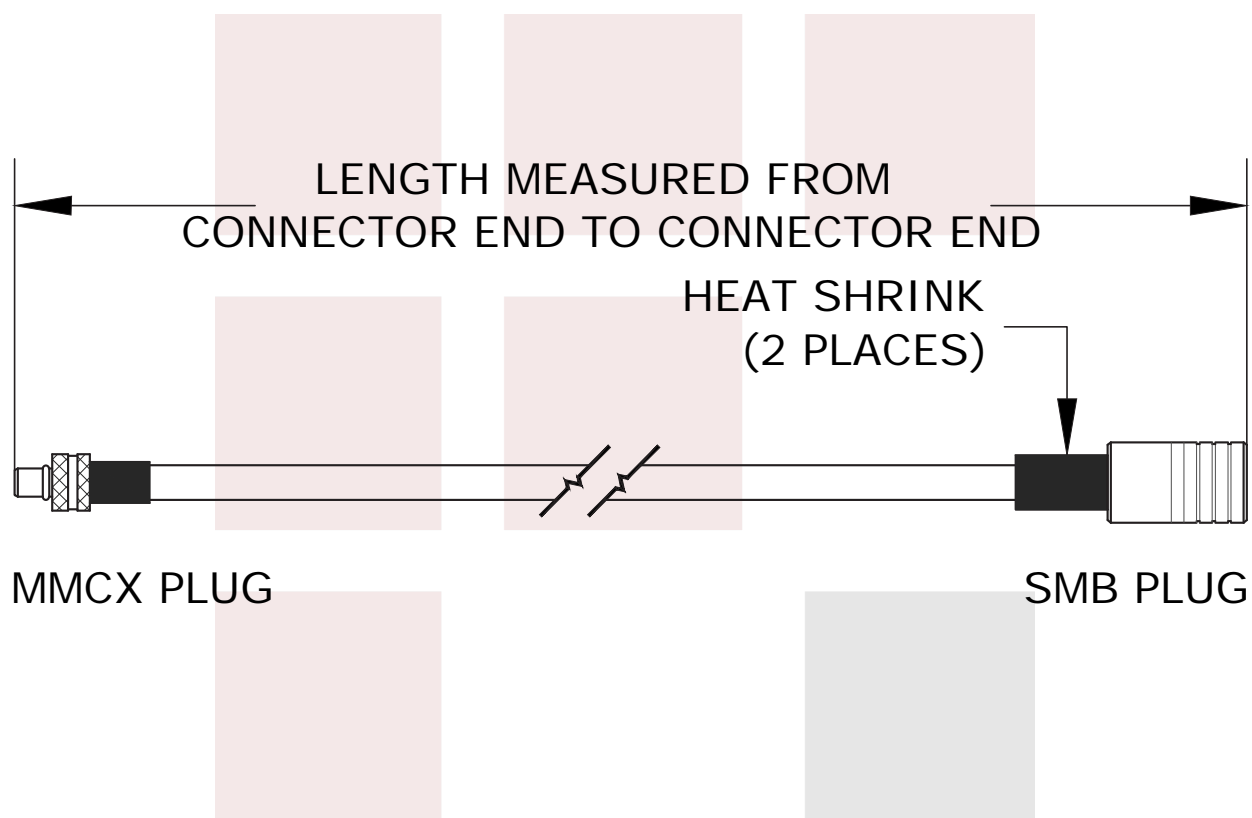 LENGTH MEASURED FROM
CONNECTOR END TO CONNECTOR END
HEAT SHRINK
(2 PLACES)
MMCX PLUG
SMB PLUG